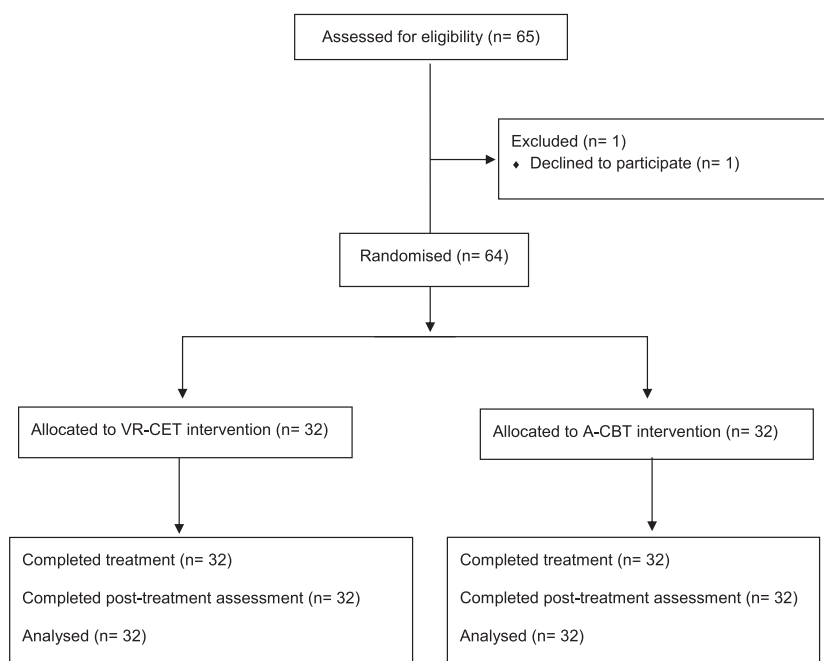 Assessed for eligibility (n= 65)
Excluded (n= 1)
♦ Declined to participate (n= 1)
Randomised (n= 64)
Allocated to VR-CET intervention (n= 32)
Allocated to A-CBT intervention (n= 32)
Completed treatment (n= 32)
Completed post-treatment assessment (n= 32)
Analysed (n= 32)
Completed treatment (n= 32)
Completed post-treatment assessment (n= 32)
Analysed (n= 32)